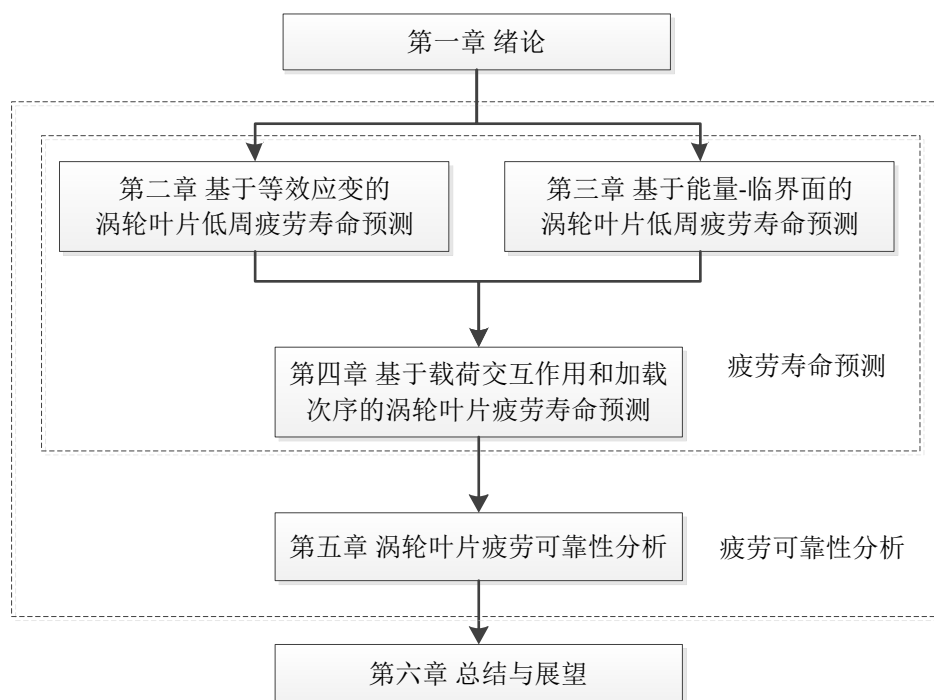 第一章 绪论
第二章 基于等效应变的
涡轮叶片低周疲劳寿命预测
第三章 基于能量-临界面的
涡轮叶片低周疲劳寿命预测
第四章 基于载荷交互作用和加载
次序的涡轮叶片疲劳寿命预测
疲劳寿命预测
第五章 涡轮叶片疲劳可靠性分析
疲劳可靠性分析
第六章 总结与展望